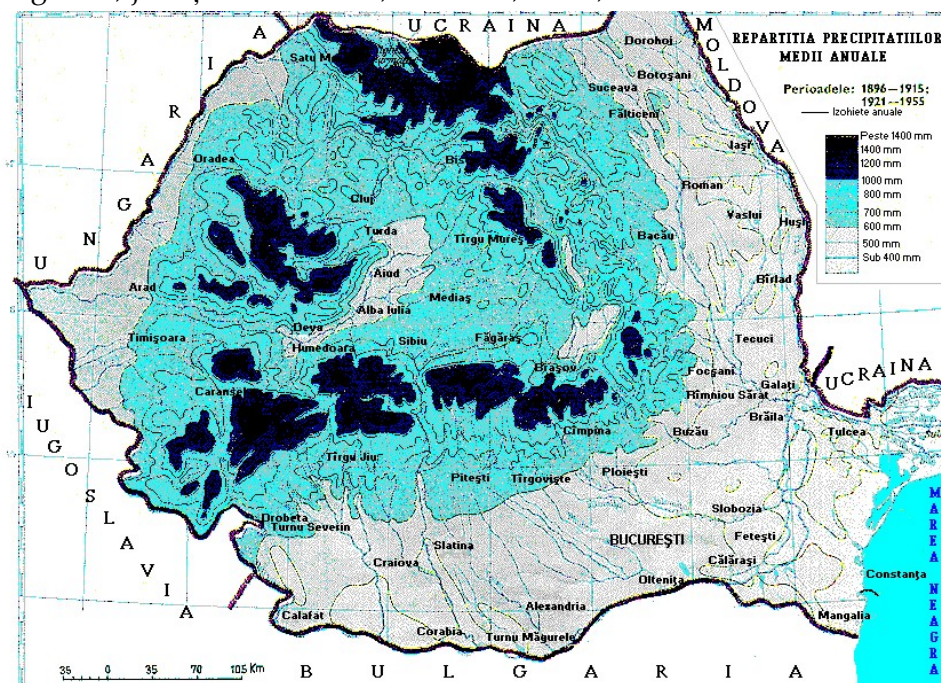 UCRAINA
MOLDOVA
REPARTITIA PRECIPITATIILOR
MEDII ANUALE
Perioadele: 1896—1915;
1921--1955
Izohiete anuale
Peste 1400 mm
1400 mm
1200 mm
1000 mm
800 mm
700 mm
600 mm
500 mm
Sub 400 mm
UNGARIA
Satu M
Dorohoi
Botoşani
Suceava
Fălticeni
Iaşi
Oradea
Bis
Roman
Cluj
Vaslui
Huşi
Turda
Tîrgu Mureş
Bacău
Aiud
Arad
Mediaş
Bîrlad
Alba Iulia
Deva
Timişoara
Hunedoara
Sibiu
Făgăraş
Tecuci
Braşov
Focşani
Galaţi
UCRAINA
Caranse
Rîmniou Sărat
Brăila
Cîmpina
Buzău
Tulcea
IUGOSLAVIA
Tîrgu Jiu
Piteşti
Tîrgovişte
Ploieşti
Slobozia
Drobeta
Turnu Severin
Feteşti
Slatina
BUCUREŞTI
Craiova
Călăraşi
Constanţa
Olteniţa
Alexandria
Calafat
Mangalia
Corabia
Turnu Măgurele
MAREA NEAGRA
35 0 35 70 105 Km
BULGARIA